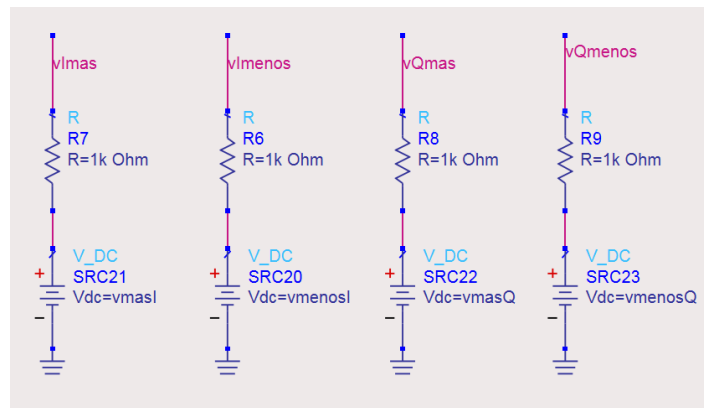 vImas
R
R7
R=1k Ohm
V_DC
SRC21
Vdc=vmasI
vImenos
R
R6
R=1k Ohm
V_DC
SRC20
Vdc=vmenosI
vQmas
R
R8
R=1k Ohm
V_DC
SRC22
Vdc=vmasQ
vQmenos
R
R9
R=1k Ohm
V_DC
SRC23
Vdc=vmenosQ